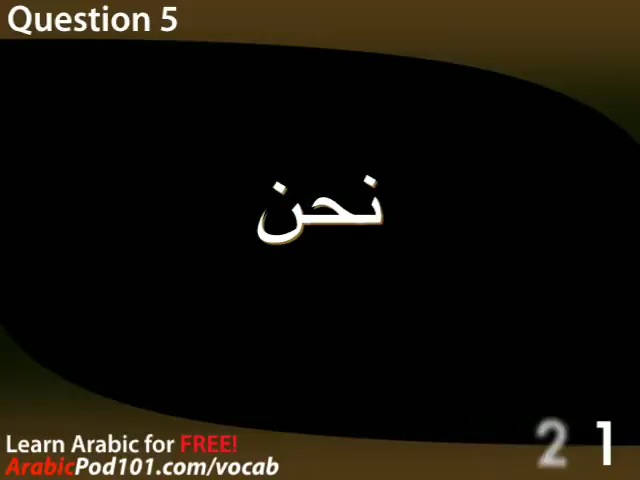 Question 5
نحن
2 1
Learn Arabic for FREE!
ArabicPod101.com/vocab